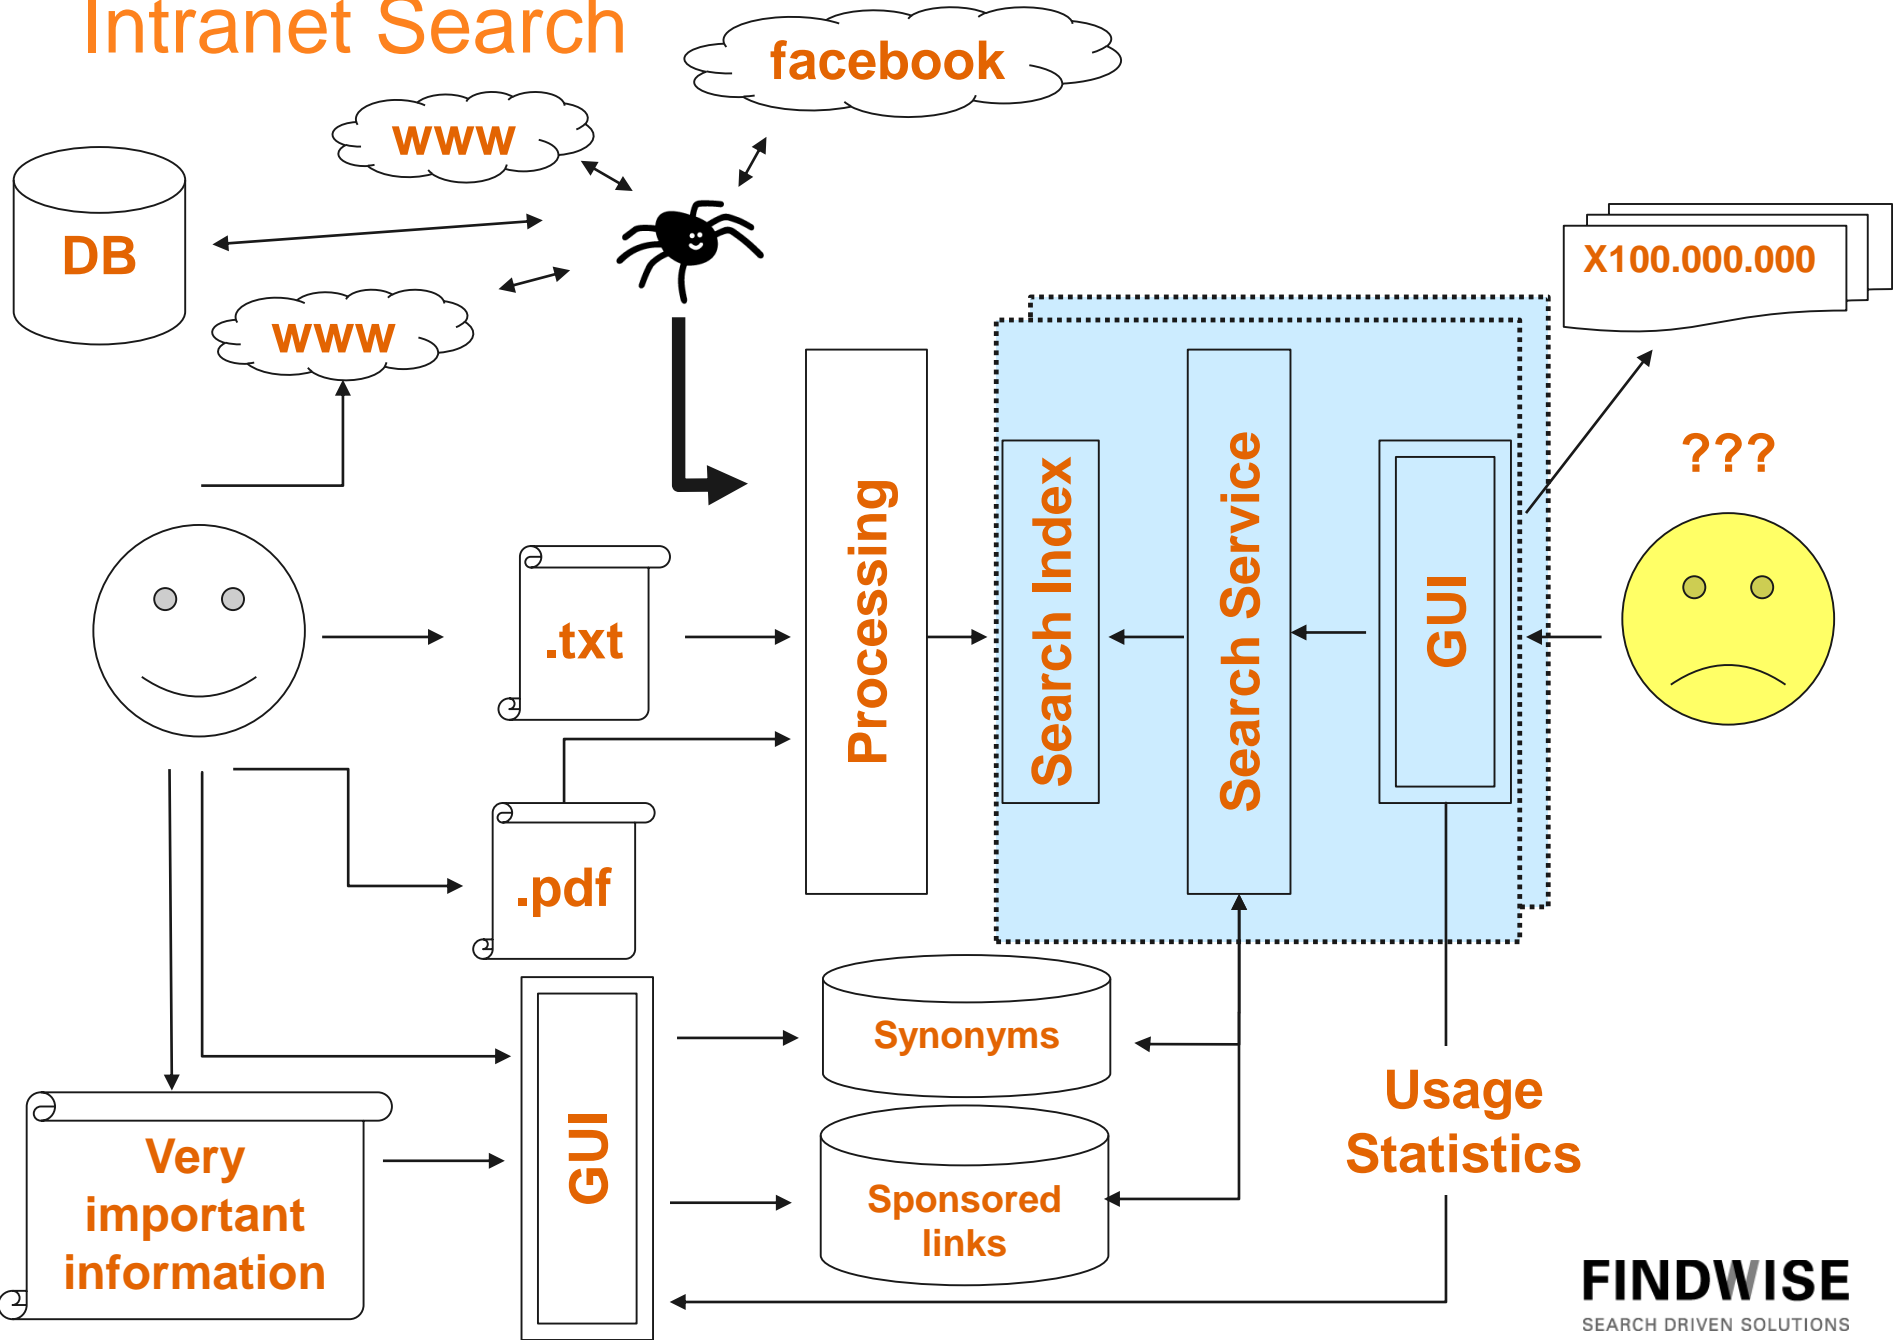 Intranet Search
facebook
www
DB
www
X100.000.000
???
Processing
Search Index
Search Service
GUI
.txt
.pdf
GUI
Synonyms
Sponsored
links
Usage
Statistics
Very
important
information
FINDWISE
SEARCH DRIVEN SOLUTIONS